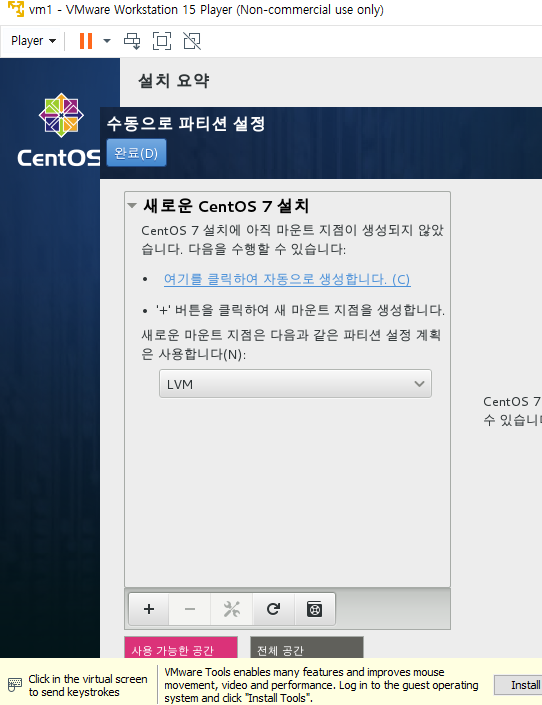 vm1 - VMware Workstation 15 Player (Non-commercial use only)
Player
설치 요약
수동으로 파티션 설정
완료(D)
CentOS
새로운 CentOS 7 설치
CentOS 7 설치에 아직 마운트 지점이 생성되지 않았
습니다. 다음을 수행할 수 있습니다:
• 여기를 클릭하여 자동으로 생성합니다. (C)
• '+' 버튼을 클릭하여 새 마운트 지점을 생성합니다.
새로운 마운트 지점은 다음과 같은 파티션 설정 계획
은 사용합니다(N):
LVM
CentOS 7
수 있습니다
+ −
사용 가능한 공간
전체 공간
Click in the virtual screen
to send keystrokes
VMware Tools enables many features and improves mouse
movement, video and performance. Log in to the guest operating
system and click "Install Tools".
Install